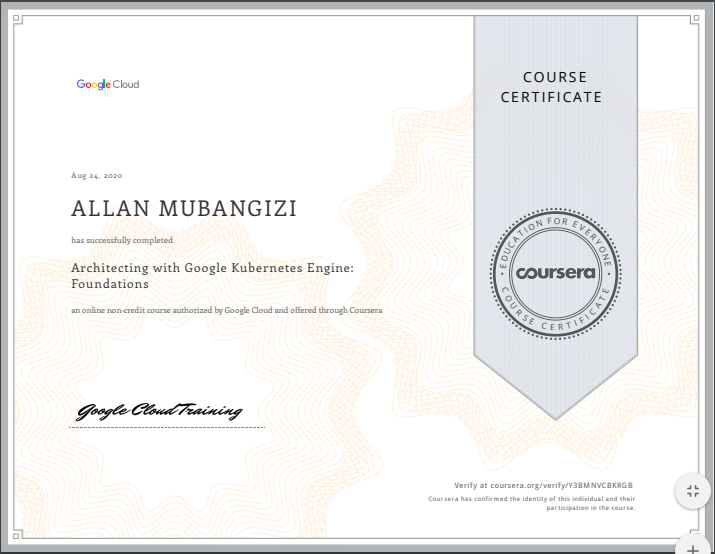 COURSE
CERTIFICATE
Google Cloud
Aug 24, 2020
ALLAN MUBANGIZI
has successfully completed
Architecting with Google Kubernetes Engine:
Foundations
an online non-credit course authorized by Google Cloud and offered through Coursera
EDUCATION FOR EVERYONE
coursera
COURSE CERTIFICATE
Google Cloud Training
Verify at coursera.org/verify/Y3BMNVCBKRGB
Coursera has confirmed the identity of this individual and their
participation in the course.